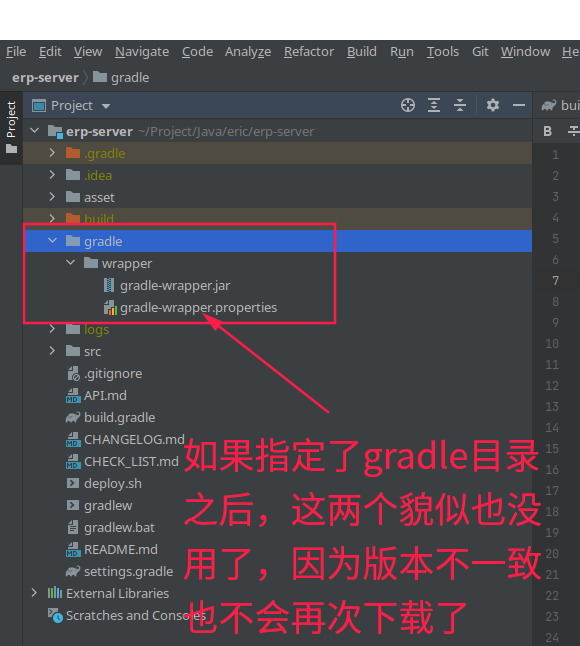 File Edit View Navigate Code Analyze Refactor Build Run Tools Git Window He
erp-server gradle
Project
Project
bui
erp-server ~/Project/Java/eric/erp-server
B
.gradle
.idea
asset
build
gradle
wrapper
gradle-wrapper.jar
gradle-wrapper.properties
logs
src
.gitignore
API.md
build.gradle
CHANGELOG.md
CHECK_LIST.md
deploy.sh
gradlew
gradlew.bat
README.md
settings.gradle
External Libraries
Scratches and Consoles
1
2
3
4
5
6
7
8
9
10
11
12
13
14
15
16
17
18
19
20
21
22
23
24
如果指定了gradle目录
之后，这两个貌似也没
用了，因为版本不一致
也不会再次下载了